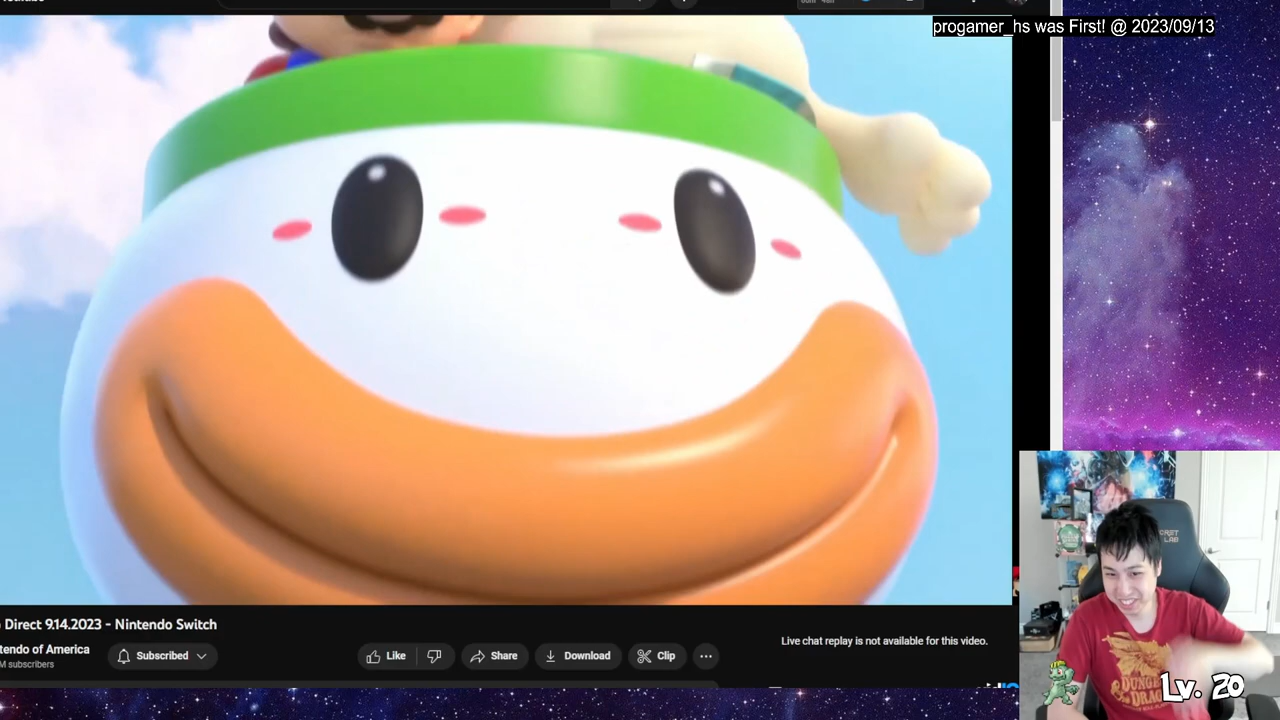 progamer_hs was First! @ 2023/09/13
Direct 9.14.2023 - Nintendo Switch
tendo of America
M subscribers
Subscribed
Like
Share
Download
Clip
Live chat replay is not available for this video.
Lv. 20